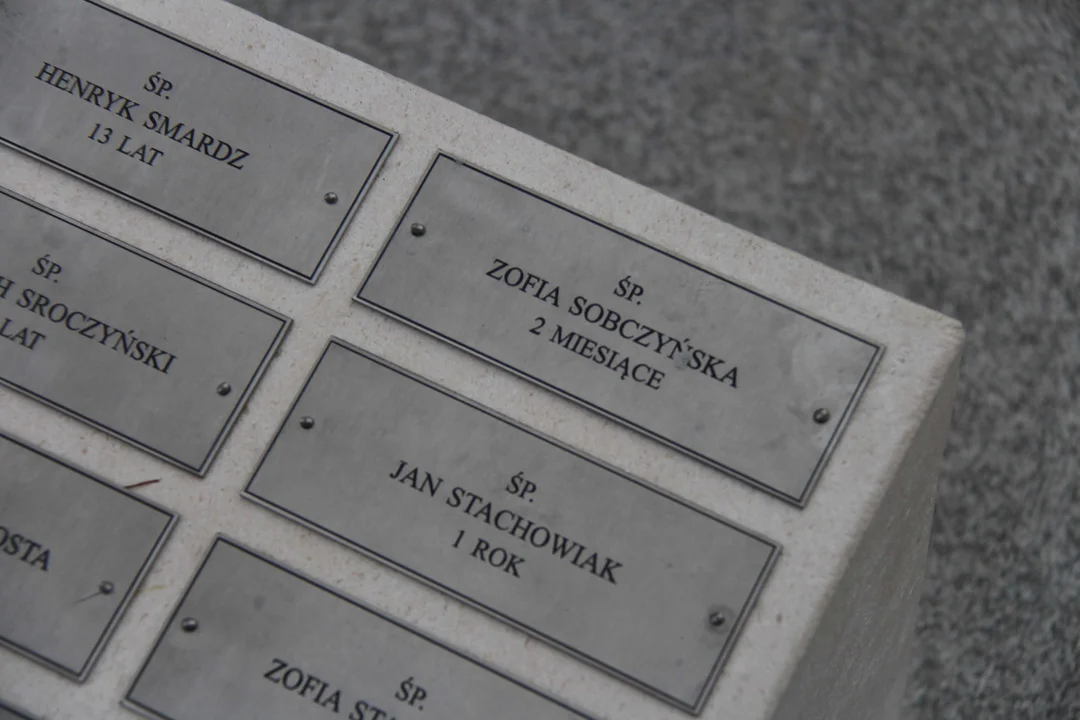 ŚP.
HENRYK SMARDZ
13 LAT
ŚP.
ZOFIA SOBCZYŃSKA
2 MIESIĄCE
ŚP.
SROCZYŃSKI
LAT
ŚP.
JAN STACHOWIAK
1 ROK
ŚP.
ZOFIA